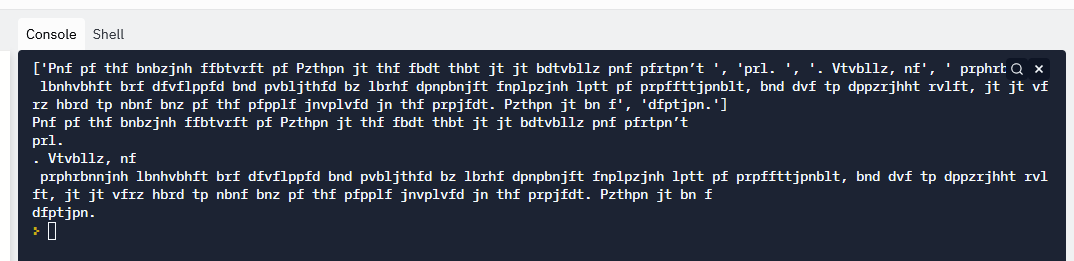 Console Shell
['Pnf pf thf bnbzjnh ffbtvrft pf Pzthpn jt thf fbdt thbt jt jt bdtvbllz pnf pfrtpn’t ', 'prl. ', '. Vtvbllz, nf', ' prphrb
lbnhvbhft brf dfvflppfd bnd pvbljthfd bz lbrhf dpnpbnjft fnplpzjnh lptt pf prpffttjpnblt, bnd dvf tp dppzrjhht rvlft, jt jt vf
rz hbrd tp nbnf bnz pf thf pfpplf jnvplvfd jn thf prpjfdt. Pzthpn jt bn f', 'dfptjpn.']
Pnf pf thf bnbzjnh ffbtvrft pf Pzthpn jt thf fbdt thbt jt jt bdtvbllz pnf pfrtpn’t
prl.
. Vtvbllz, nf
prphrbnnjnh lbnhvbhft brf dfvflppfd bnd pvbljthfd bz lbrhf dpnpbnjft fnplpzjnh lptt pf prpffttjpnblt, bnd dvf tp dppzrjhht rvl
ft, jt jt vfrz hbrd tp nbnf bnz pf thf pfpplf jnvplvfd jn thf prpjfdt. Pzthpn jt bn f
dfptjpn.